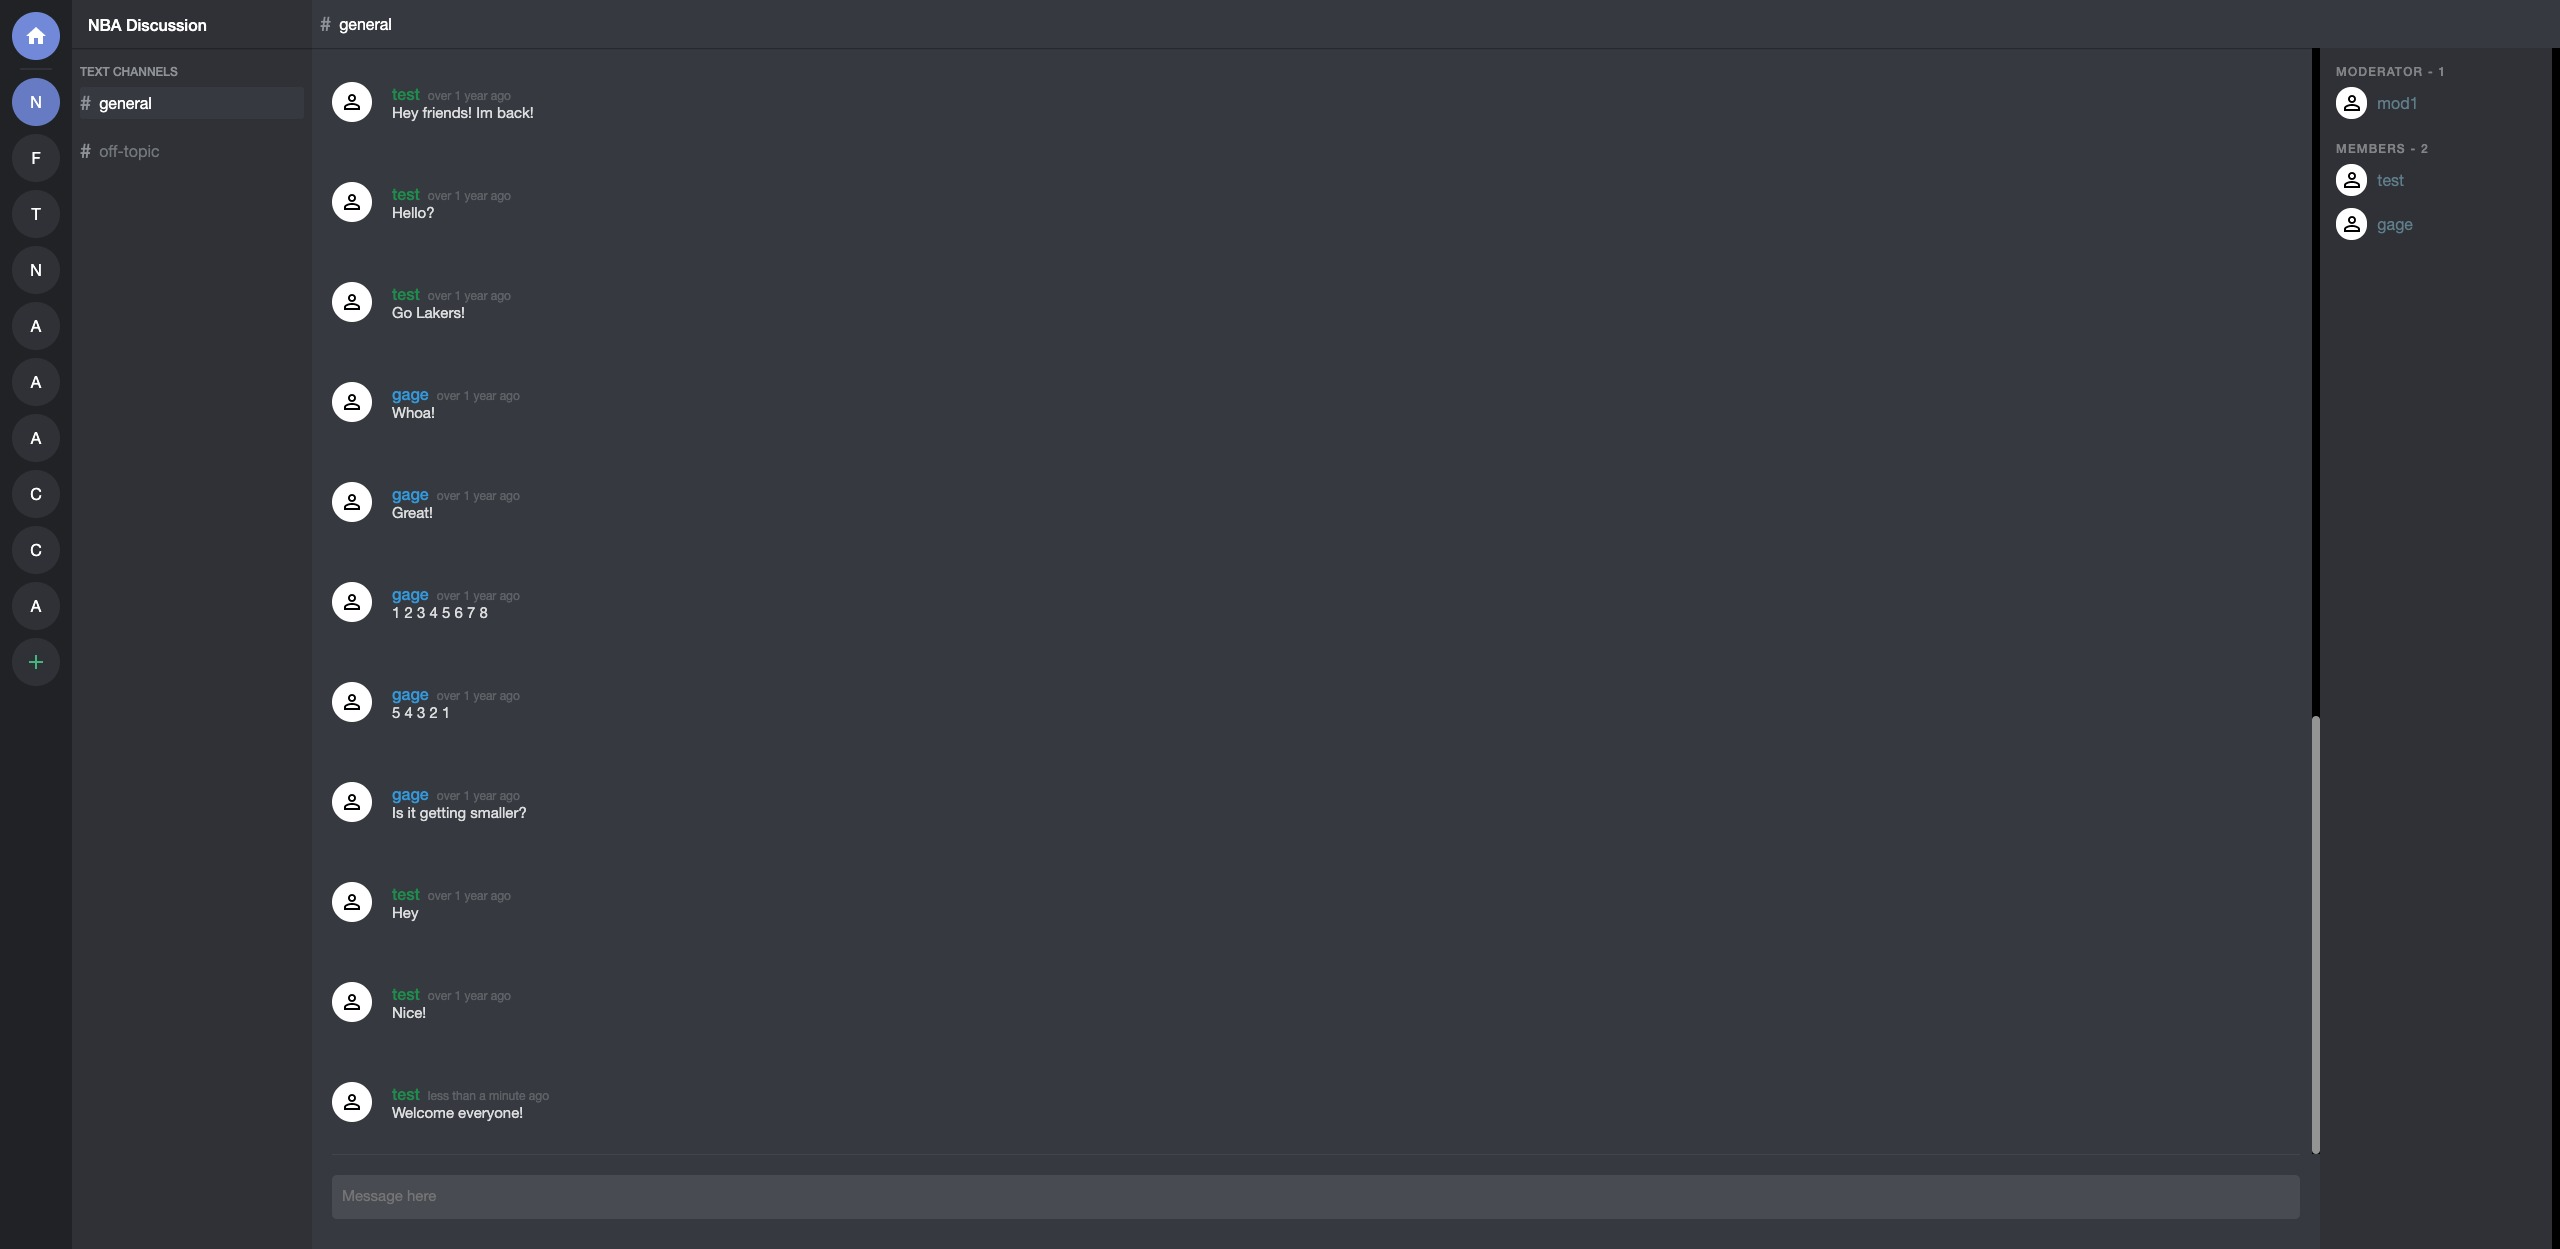 N
F
T
N
A
A
A
C
C
A
+
NBA Discussion
TEXT CHANNELS
# general
# off-topic
# general
test over 1 year ago
Hey friends! Im back!
test over 1 year ago
Hello?
test over 1 year ago
Go Lakers!
gage over 1 year ago
Whoa!
gage over 1 year ago
Great!
gage over 1 year ago
1 2 3 4 5 6 7 8
gage over 1 year ago
5 4 3 2 1
gage over 1 year ago
Is it getting smaller?
test over 1 year ago
Hey
test over 1 year ago
Nice!
test less than a minute ago
Welcome everyone!
Message here
MODERATOR - 1
mod1
MEMBERS - 2
test
gage